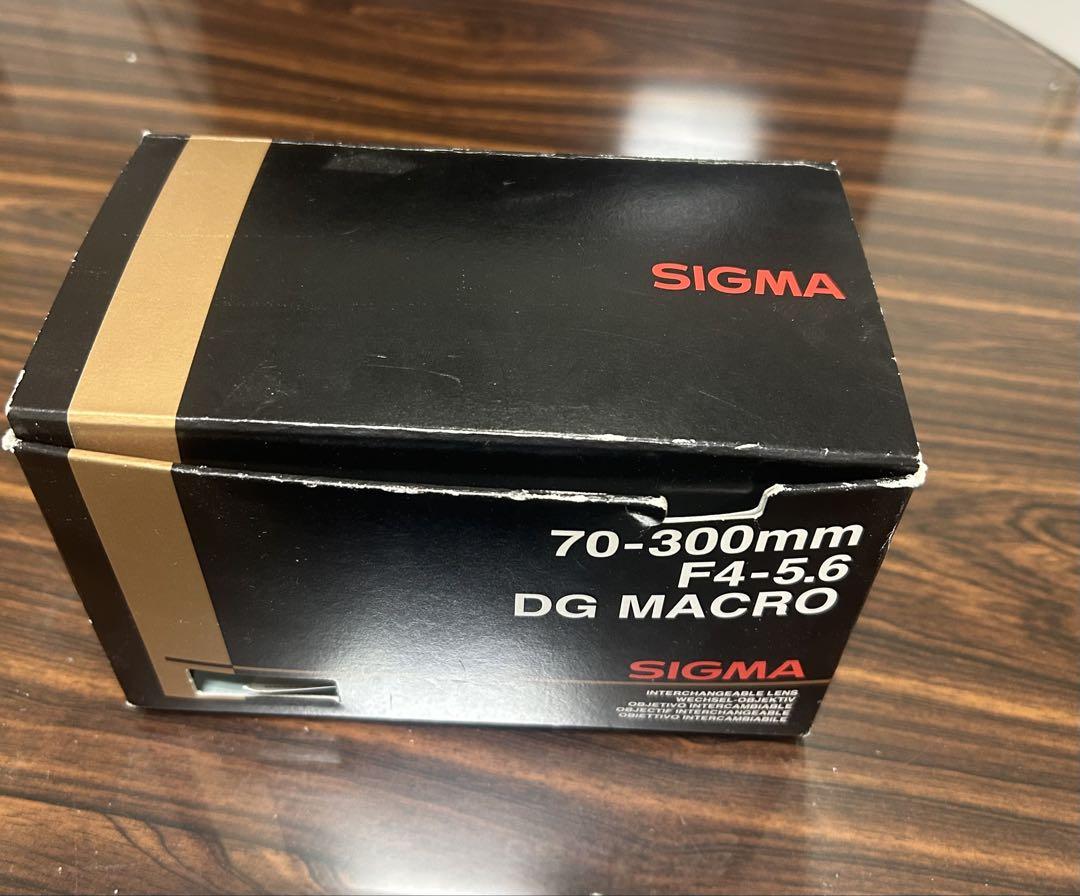 SIGMA
70-300mm
F4-5.6
DG MACRO
SIGMA
INTERCHANGEABLE LENS
WECHSEL-OBJEKTIV
OBJETIVO INTERCAMBIABLE
OBJECTIF INTERCHANGEABLE
OBIETTIVO INTERCAMBIABILE